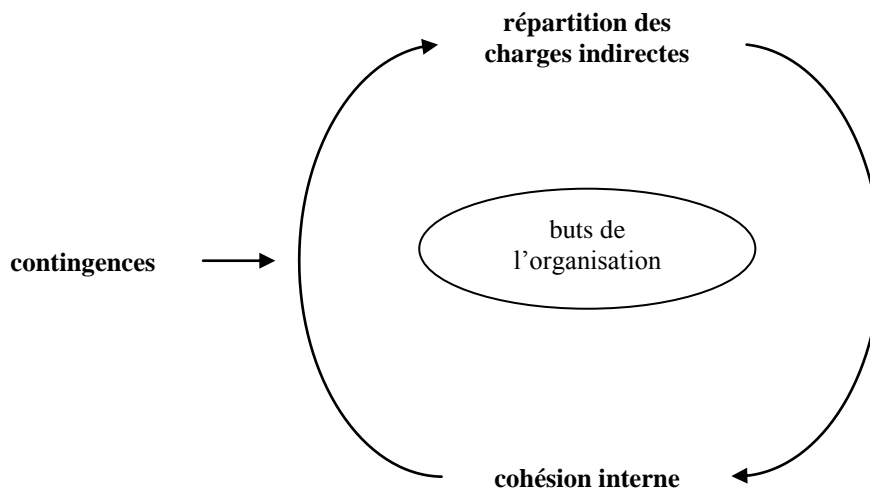 répartition des
charges indirectes
buts de
l’organisation
contingences
cohésion interne